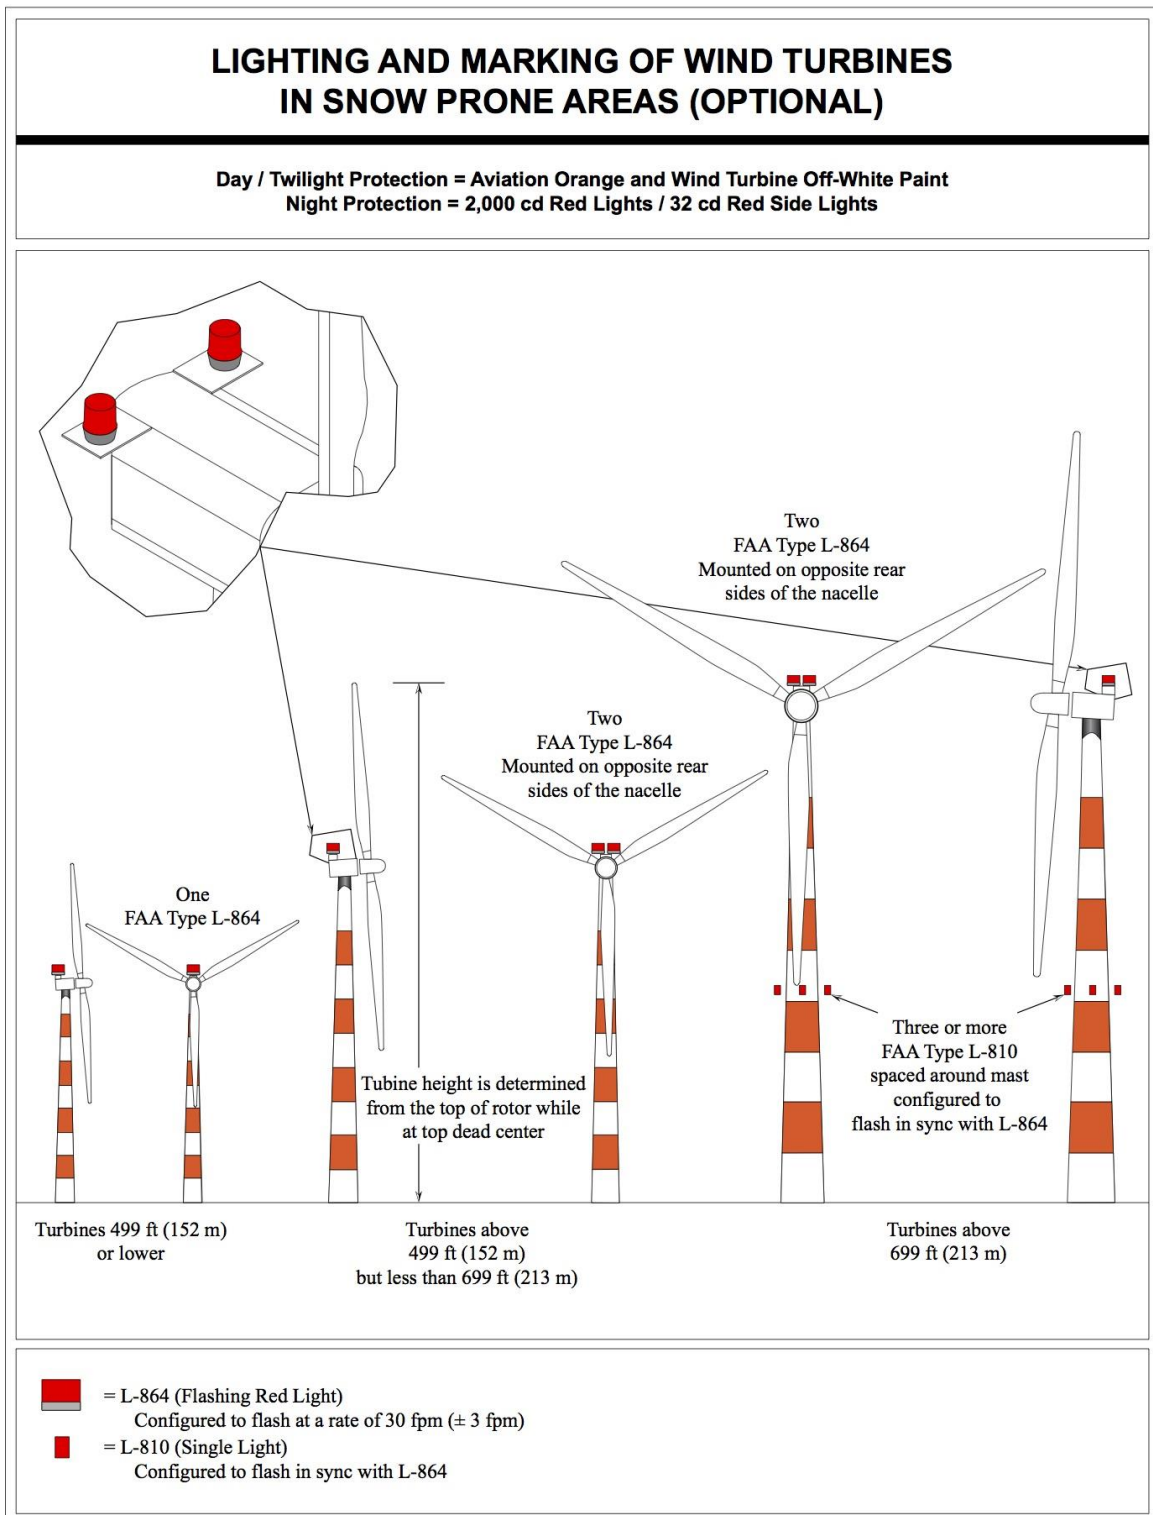 LIGHTING AND MARKING OF WIND TURBINES
IN SNOW PRONE AREAS (OPTIONAL)
Day / Twilight Protection = Aviation Orange and Wind Turbine Off-White Paint
Night Protection = 2,000 cd Red Lights / 32 cd Red Side Lights
Two
FAA Type L-864
Mounted on opposite rear
sides of the nacelle
Two
FAA Type L-864
Mounted on opposite rear
sides of the nacelle
One
FAA Type L-864
Three or more
FAA Type L-810
spaced around mast
configured to
flash in sync with L-864
Tubine height is determined
from the top of rotor while
at top dead center
Turbines 499 ft (152 m)
or lower
Turbines above
499 ft (152 m)
but less than 699 ft (213 m)
Turbines above
699 ft (213 m)
= L-864 (Flashing Red Light)
Configured to flash at a rate of 30 fpm (± 3 fpm)
= L-810 (Single Light)
Configured to flash in sync with L-864